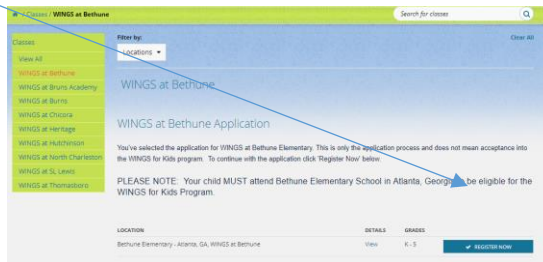 / Classes / WINGS at Bethune
Search for classes
Classes
View All
WINGS at Bethune
WINGS at Bruns Academy
WINGS at Burns
WINGS at Chicora
WINGS at Heritage
WINGS at Hutchinson
WINGS at North Charleston
WINGS at SL Lewis
WINGS at Thomasboro
Filter by:
Clear All
Locations
WINGS at Bethune
WINGS at Bethune Application
You've selected the application for WINGS at Bethune Elementary. This is only the application process and does not mean acceptance into
the WINGS for Kids program. To continue with the application click 'Register Now' below.
PLEASE NOTE: Your child MUST attend Bethune Elementary School in Atlanta, Georgia be eligible for the
WINGS for Kids Program.
LOCATION DETAILS GRADES
Bethune Elementary - Atlanta, GA, WINGS at Bethune View K - 5 REGISTER NOW